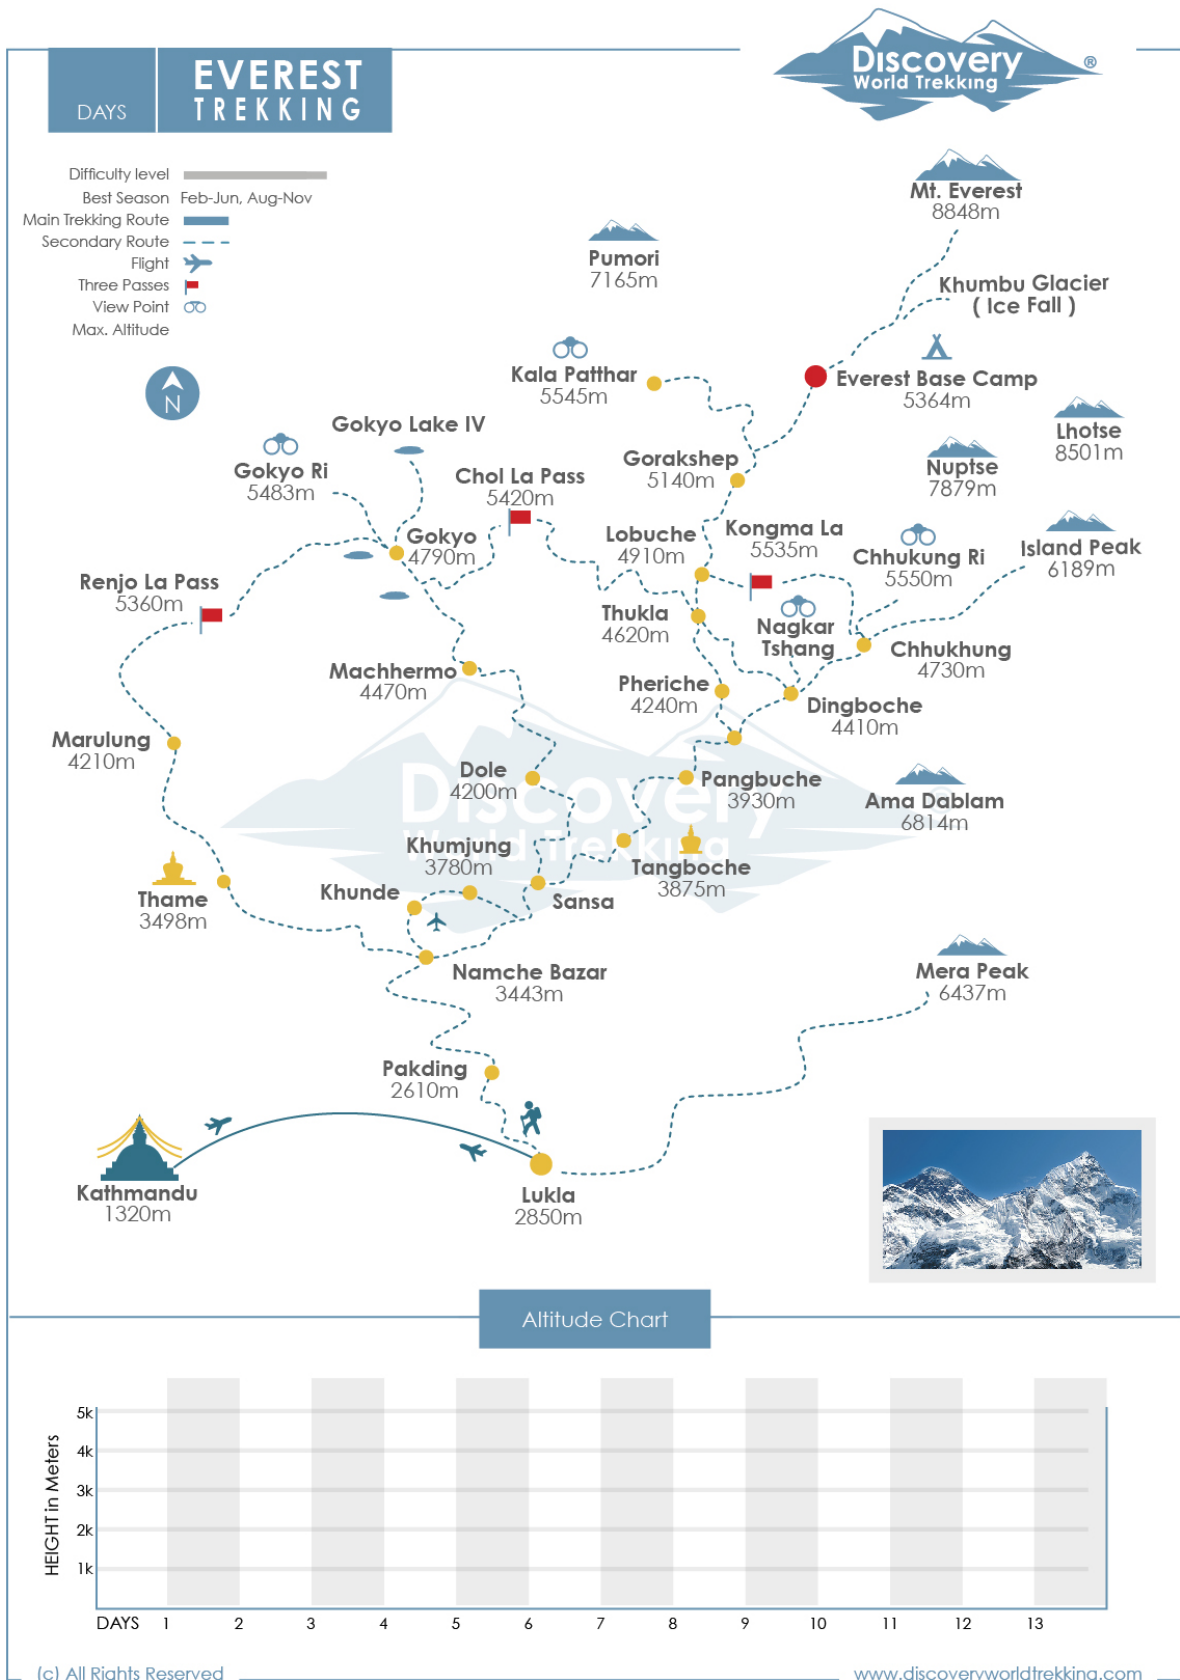 DAYS
EVEREST
TREKKING
Discovery
World Trekking
®
Difficulty level
Best Season Feb-Jun, Aug-Nov
Main Trekking Route
Secondary Route
Flight
Three Passes
View Point
Max. Altitude
N
Mt. Everest
8848m
Pumori
7165m
Khumbu Glacier
( Ice Fall )
Kala Patthar
5545m
Everest Base Camp
5364m
Lhotse
8501m
Gokyo Lake IV
Gokyo Ri
5483m
Chol La Pass
5420m
Gorakshep
5140m
Nuptse
7879m
Gokyo
4790m
Lobuche
4910m
Kongma La
5535m
Chhukung Ri
5550m
Island Peak
6189m
Renjo La Pass
5360m
Thukla
4620m
Nagkar
Tshang
Chhukhung
4730m
Machhermo
4470m
Pheriche
4240m
Dingboche
4410m
Marulung
4210m
Dole
4200m
Pangbuche
3930m
Ama Dablam
6814m
Discovery
World Trekking
Khumjung
3780m
Tangboche
3875m
Khunde
Sansa
Thame
3498m
Namche Bazar
3443m
Mera Peak
6437m
Pakding
2610m
Kathmandu
1320m
Lukla
2850m
Altitude Chart
HEIGHT in Meters
5k
4k
3k
2k
1k
DAYS 1 2 3 4 5 6 7 8 9 10 11 12 13
(c) All Rights Reserved
www.discoveryworldtrekking.com